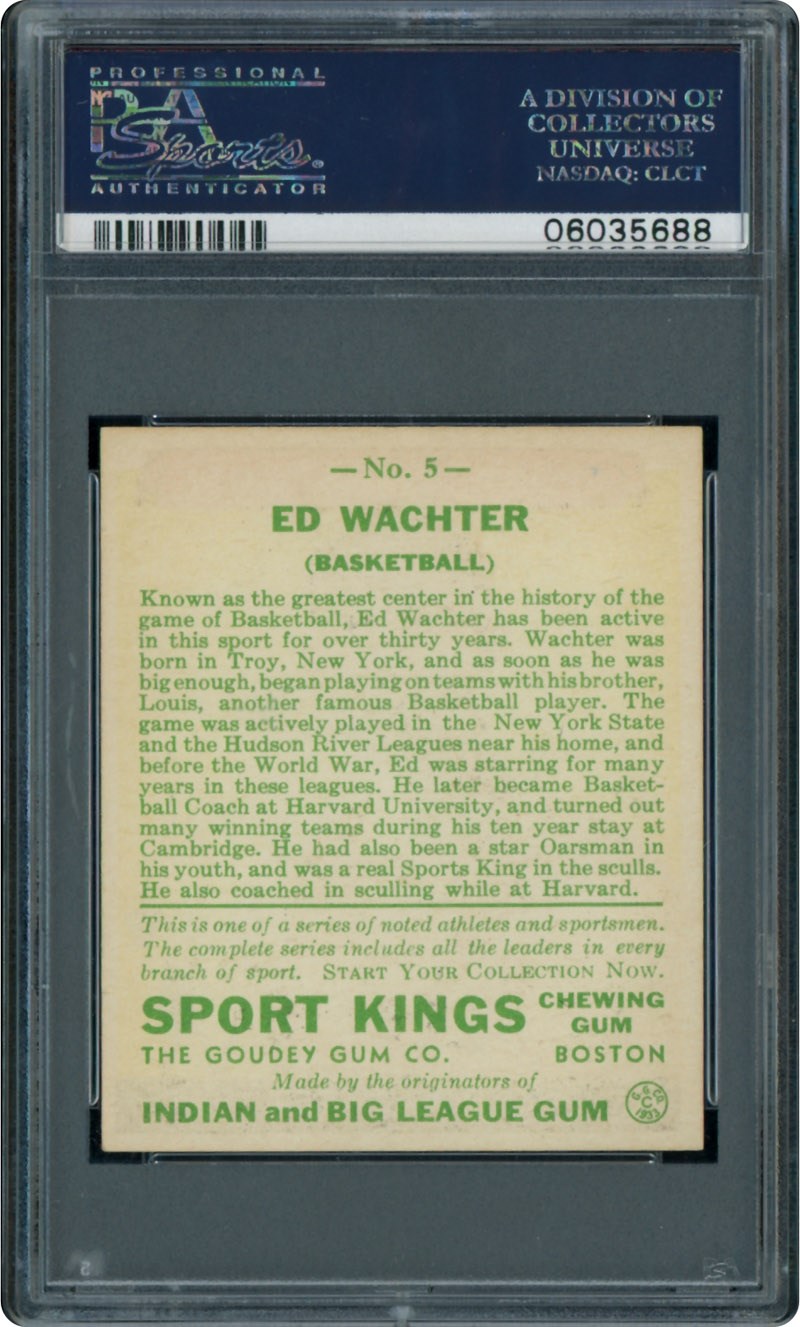 PROFESSIONAL
PSA
Sports
AUTHENTICATOR
A DIVISION OF
COLLECTORS
UNIVERSE
NASDAQ: CLCT
06035688
—No. 5—
ED WACHTER
(BASKETBALL)
Known as the greatest center in the history of the
game of Basketball, Ed Wachter has been active
in this sport for over thirty years. Wachter was
born in Troy, New York, and as soon as he was
big enough, began playing on teams with his brother,
Louis, another famous Basketball player. The
game was actively played in the New York State
and the Hudson River Leagues near his home, and
before the World War, Ed was starring for many
years in these leagues. He later became Basket-
ball Coach at Harvard University, and turned out
many winning teams during his ten year stay at
Cambridge. He had also been a star Oarsman in
his youth, and was a real Sports King in the sculls.
He also coached in sculling while at Harvard.
This is one of a series of noted athletes and sportsmen.
The complete series includes all the leaders in every
branch of sport. START YOUR COLLECTION NOW.
SPORT KINGS CHEWING GUM
THE GOUDEY GUM CO. BOSTON
Made by the originators of
INDIAN and BIG LEAGUE GUM
G. G. CO.
C
1933